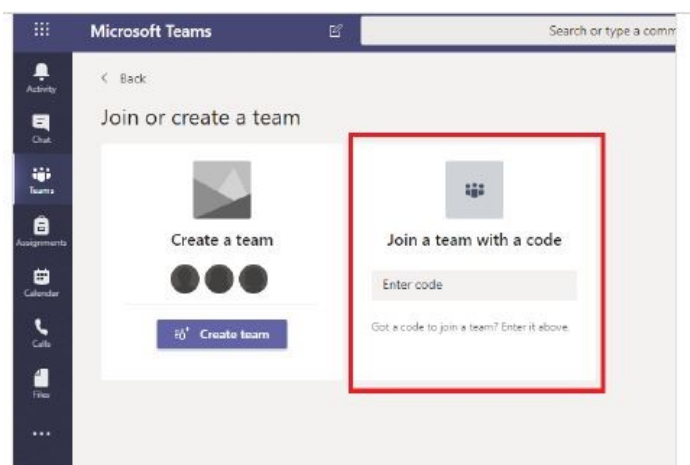 Microsoft Teams
Search or type a comm
< Back
Activity
Join or create a team
Chat
Teams
Create a team
Join a team with a code
Assignments
Enter code
Calendar
Create team
Got a code to join a team? Enter it above.
Calls
Files